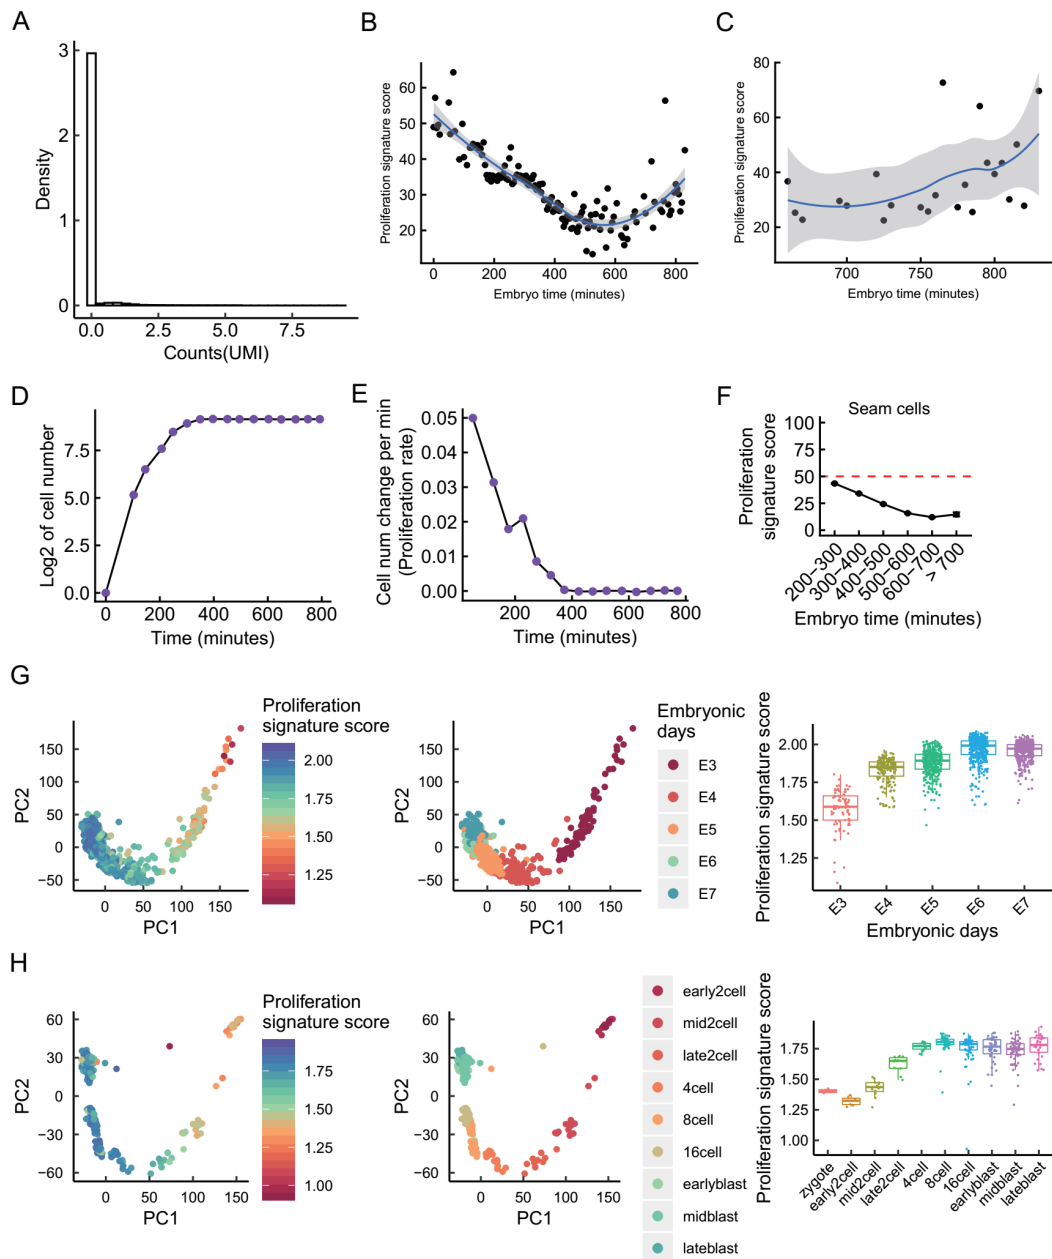 A
3
2
1
0
Density
0.0 2.5 5.0 7.5
Counts(UMI)
B
Proliferation signature score
60
50
40
30
20
0 200 400 600 800
Embryo time (minutes)
C
Proliferation signature score
80
60
40
20
700 750 800
Embryo time (minutes)
D
Log2 of cell number
7.5
5.0
2.5
0.0
0 200 400 600 800
Time (minutes)
E
Cell num change per min
(Proliferation rate)
0.05
0.04
0.03
0.02
0.01
0.00
200 400 600 800
Time (minutes)
F
Seam cells
Proliferation
signature score
100
75
50
25
0
200−300
300−400
400−500
500−600
600−700
> 700
Embryo time (minutes)
G
PC2
150
100
50
0
−50
0 50 100 150
PC1
Proliferation
signature score
2.00
1.75
1.50
1.25
PC2
150
100
50
0
−50
0 50 100 150
PC1
Embryonic
days
E3
E4
E5
E6
E7
Proliferation signature score
2.00
1.75
1.50
1.25
E3 E4 E5 E6 E7
Embryonic days
H
PC2
60
30
0
−30
−60
0 50 100 150
PC1
Proliferation
signature score
1.75
1.50
1.25
1.00
PC2
60
30
0
−30
−60
0 50 100 150
PC1
early2cell
mid2cell
late2cell
4cell
8cell
16cell
earlyblast
midblast
lateblast
Proliferation signature score
1.75
1.50
1.25
1.00
zygote
early2cell
mid2cell
late2cell
4cell
8cell
16cell
earlyblast
midblast
lateblast